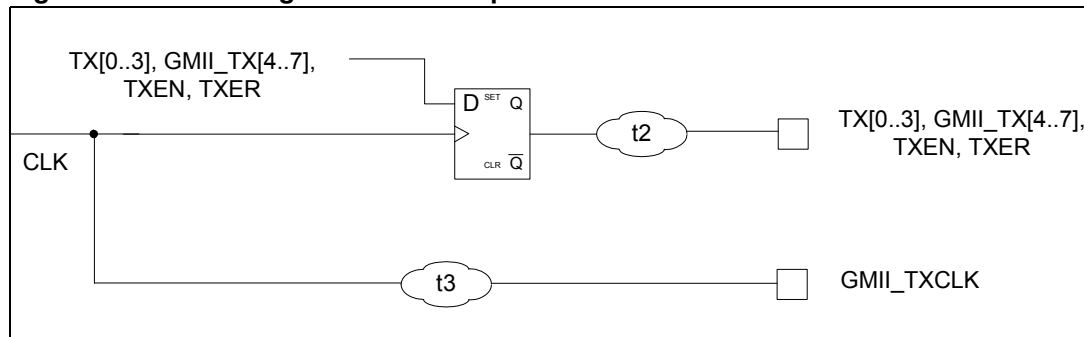 TX[0..3], GMII_TX[4..7],
TXEN, TXER
D SET Q
CLR Q
CLK
t2
TX[0..3], GMII_TX[4..7],
TXEN, TXER
t3
GMII_TXCLK